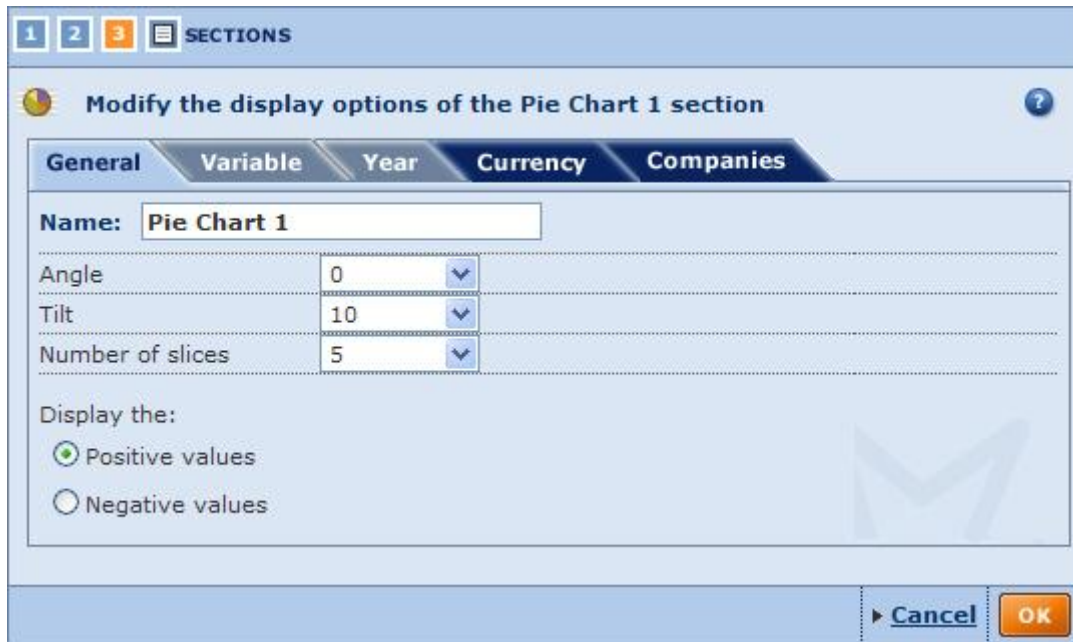 1 2 3 SECTIONS
Modify the display options of the Pie Chart 1 section ?
General Variable Year Currency Companies
Name: Pie Chart 1
Angle 0
Tilt 10
Number of slices 5
Display the:
Positive values
Negative values
M
Cancel OK